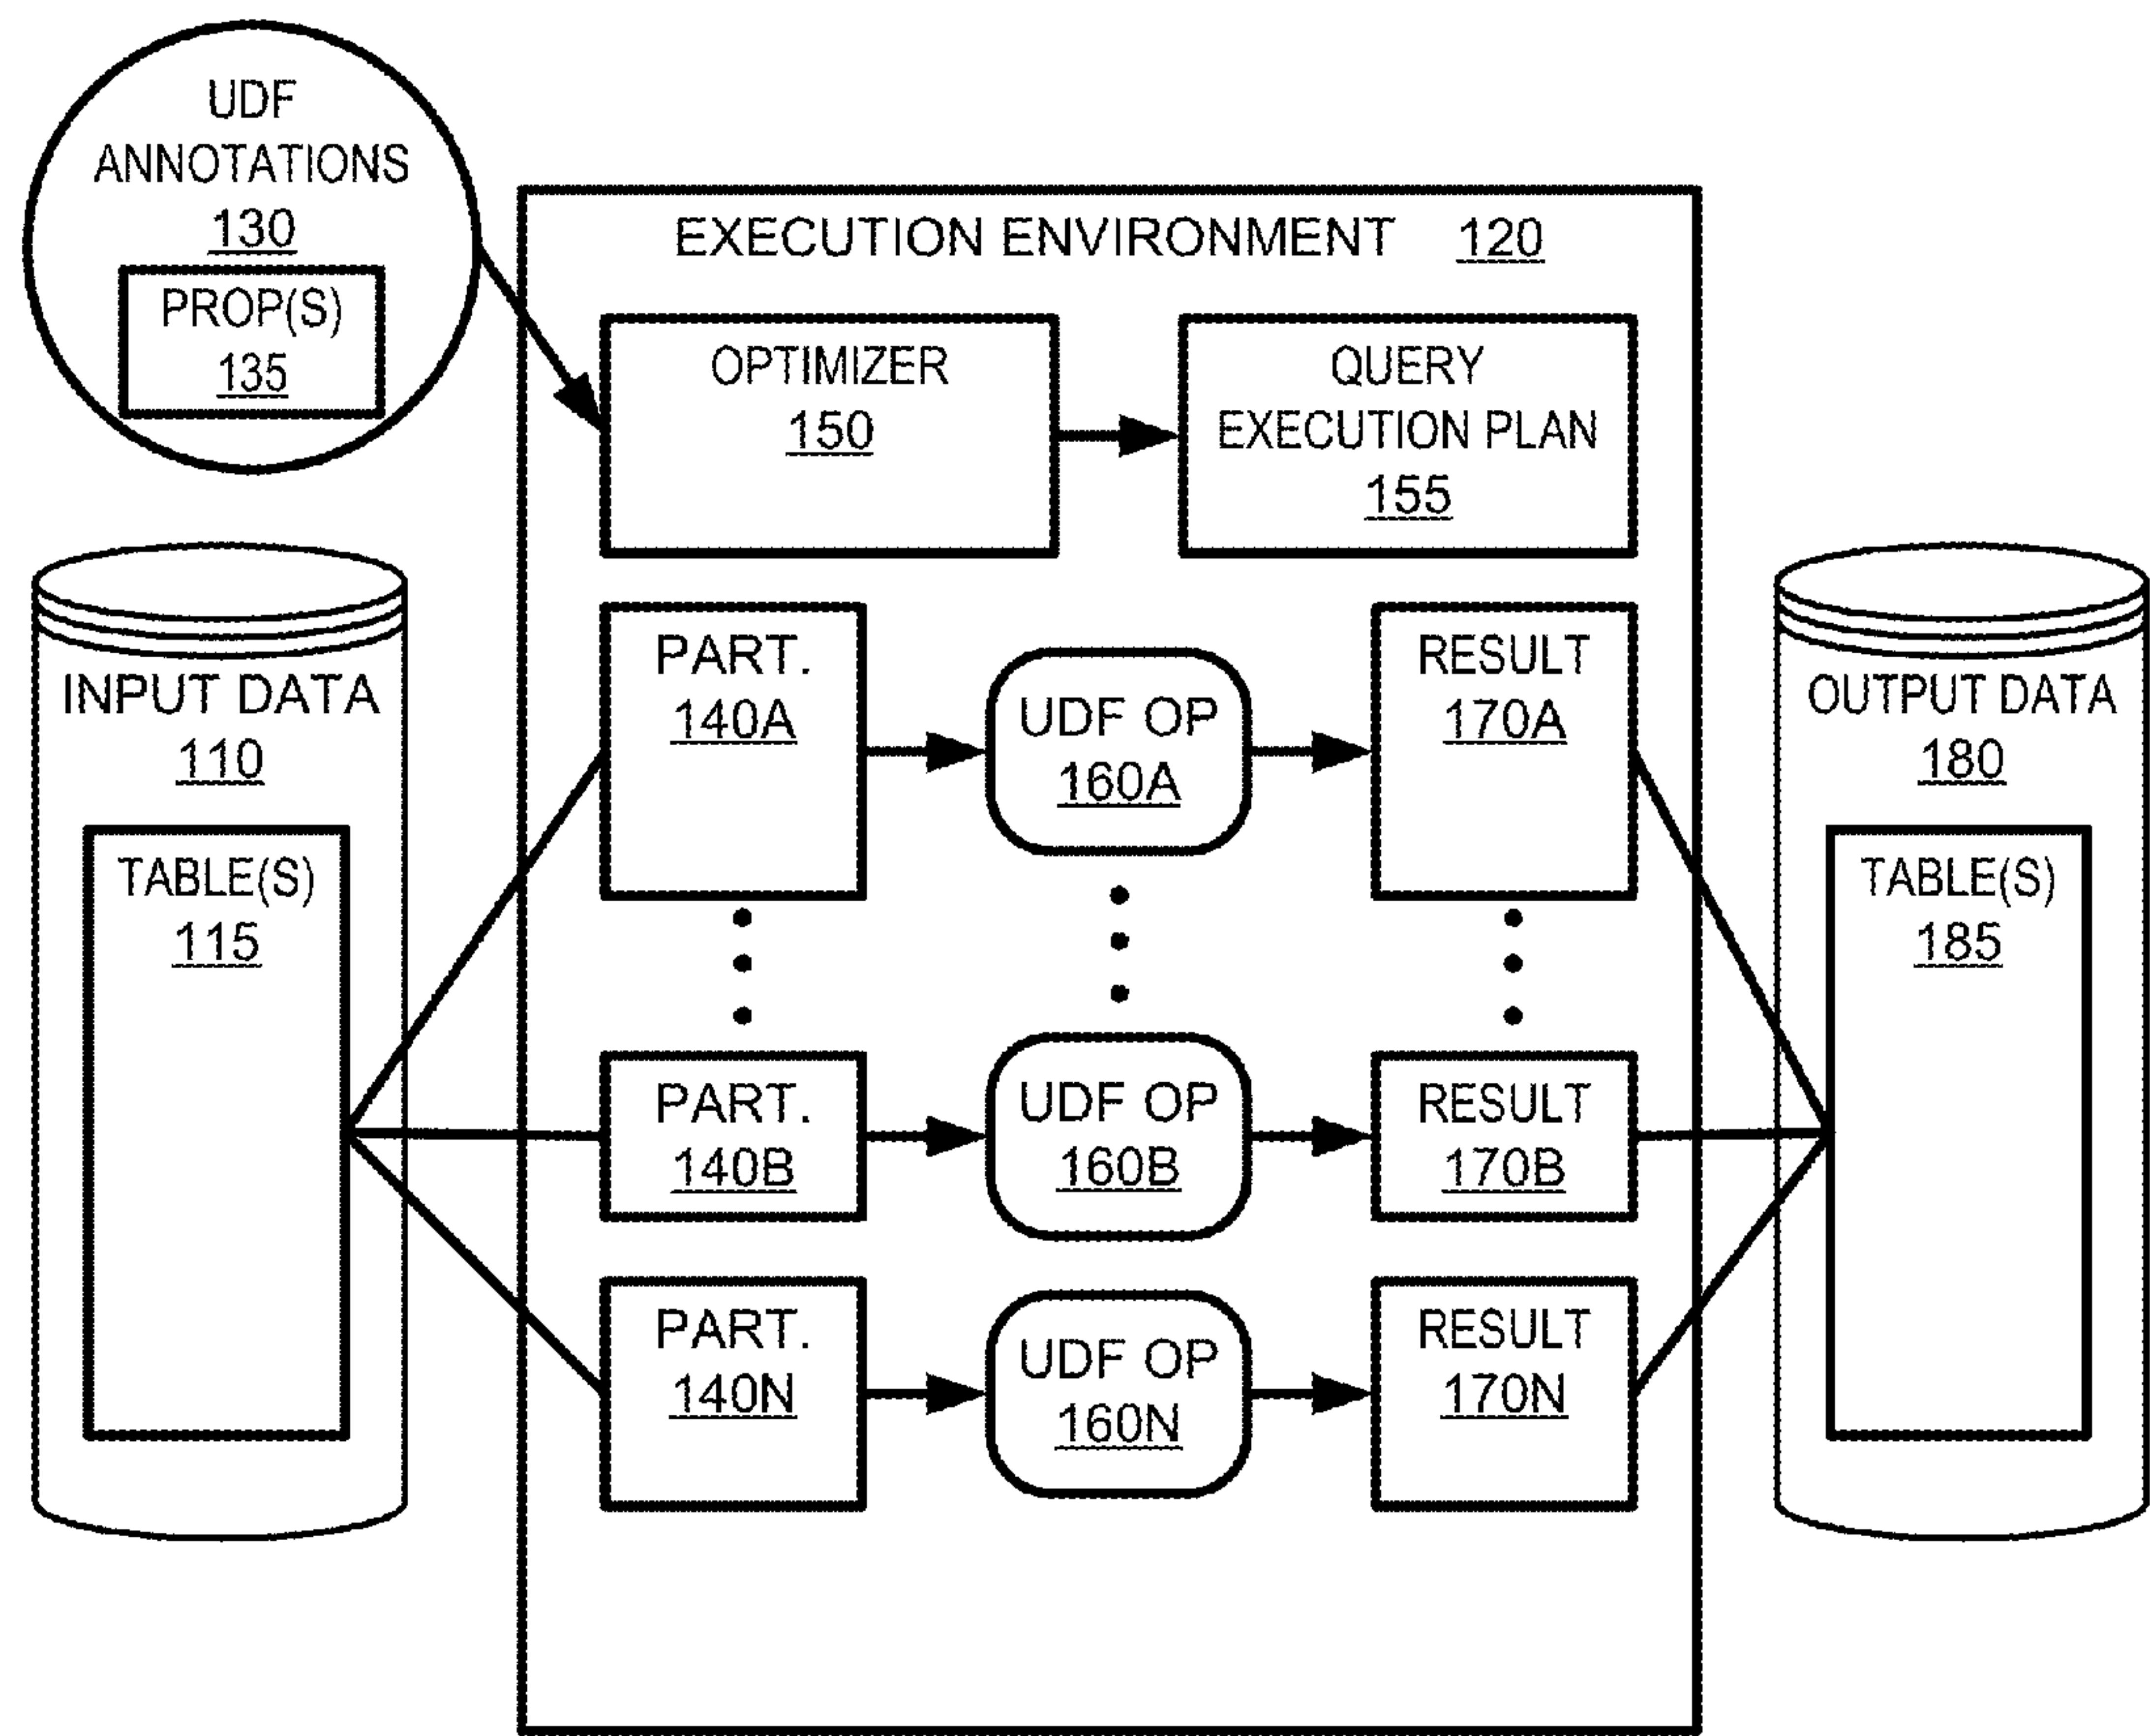 UDF
ANNOTATIONS
130
PROP(S)
135
EXECUTION ENVIRONMENT 120
OPTIMIZER
150
QUERY
EXECUTION PLAN
155
INPUT DATA
110
TABLE(S)
115
PART.
140A
UDF OP
160A
RESULT
170A
PART.
140B
UDF OP
160B
RESULT
170B
PART.
140N
UDF OP
160N
RESULT
170N
OUTPUT DATA
180
TABLE(S)
185